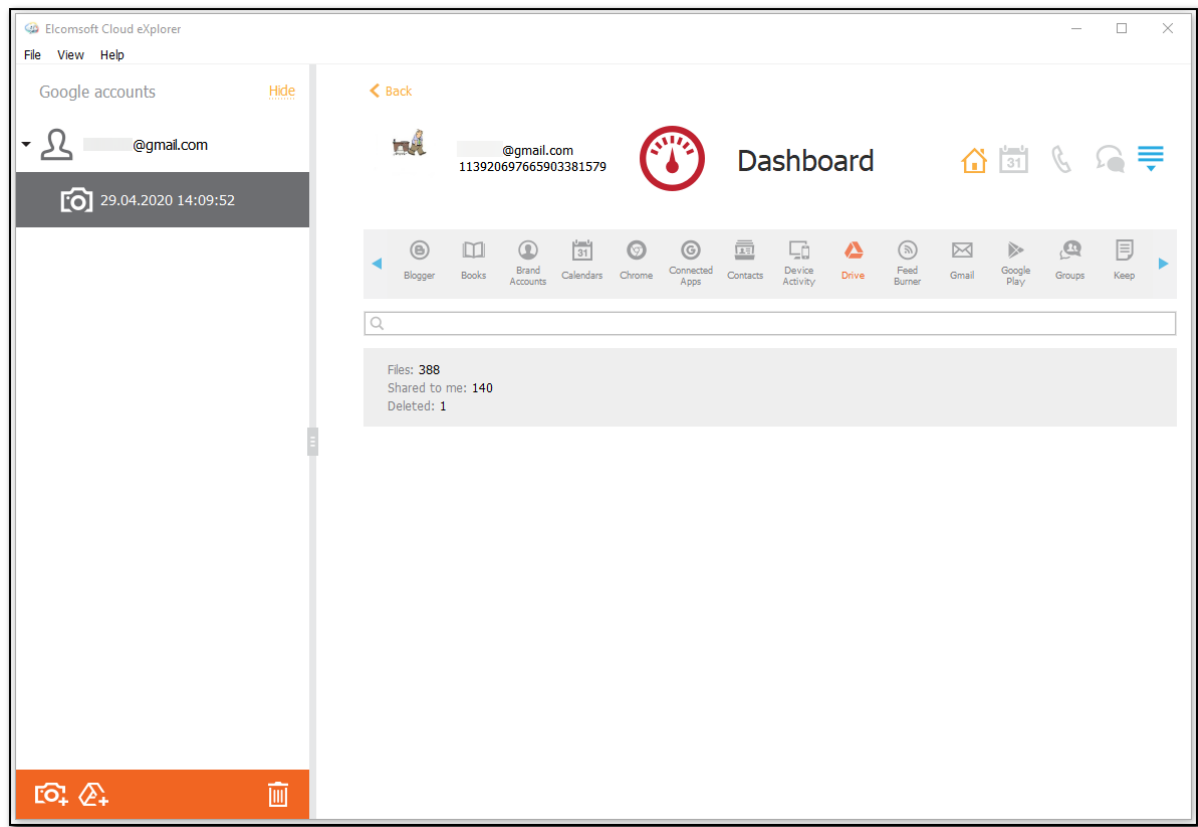 Elcomsoft Cloud eXplorer
File View Help
Google accounts Hide
@gmail.com
29.04.2020 14:09:52
Back
@gmail.com
113920697665903381579
Dashboard
31
Blogger
Books
Brand
Accounts
31
Calendars
Chrome
Connected
Apps
Contacts
Device
Activity
Drive
Feed
Burner
Gmail
Google
Play
Groups
Keep
Files: 388
Shared to me: 140
Deleted: 1